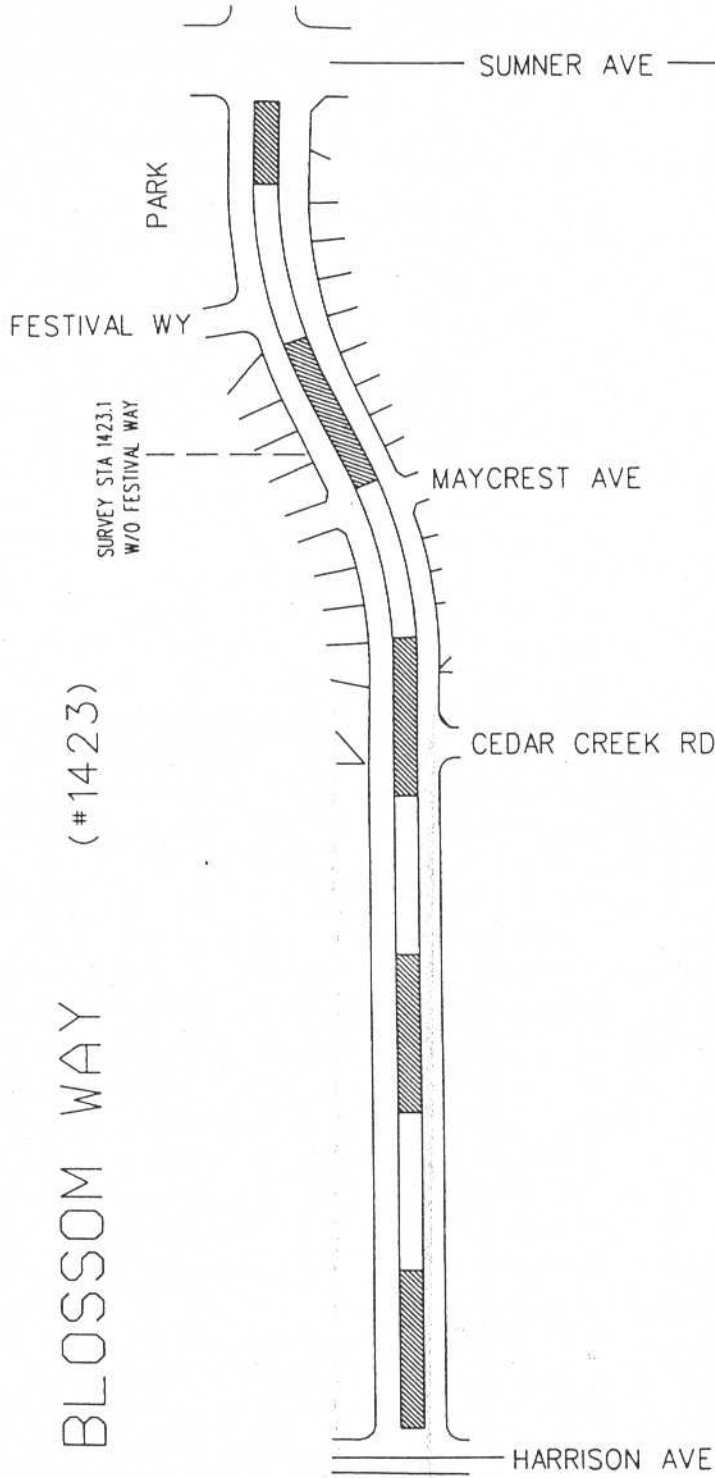 SUMNER AVE
PARK
FESTIVAL WY
SURVEY STA 1423.1
W/O FESTIVAL WAY
MAYCREST AVE
(#1423)
CEDAR CREEK RD
BLOSSOM WAY
HARRISON AVE